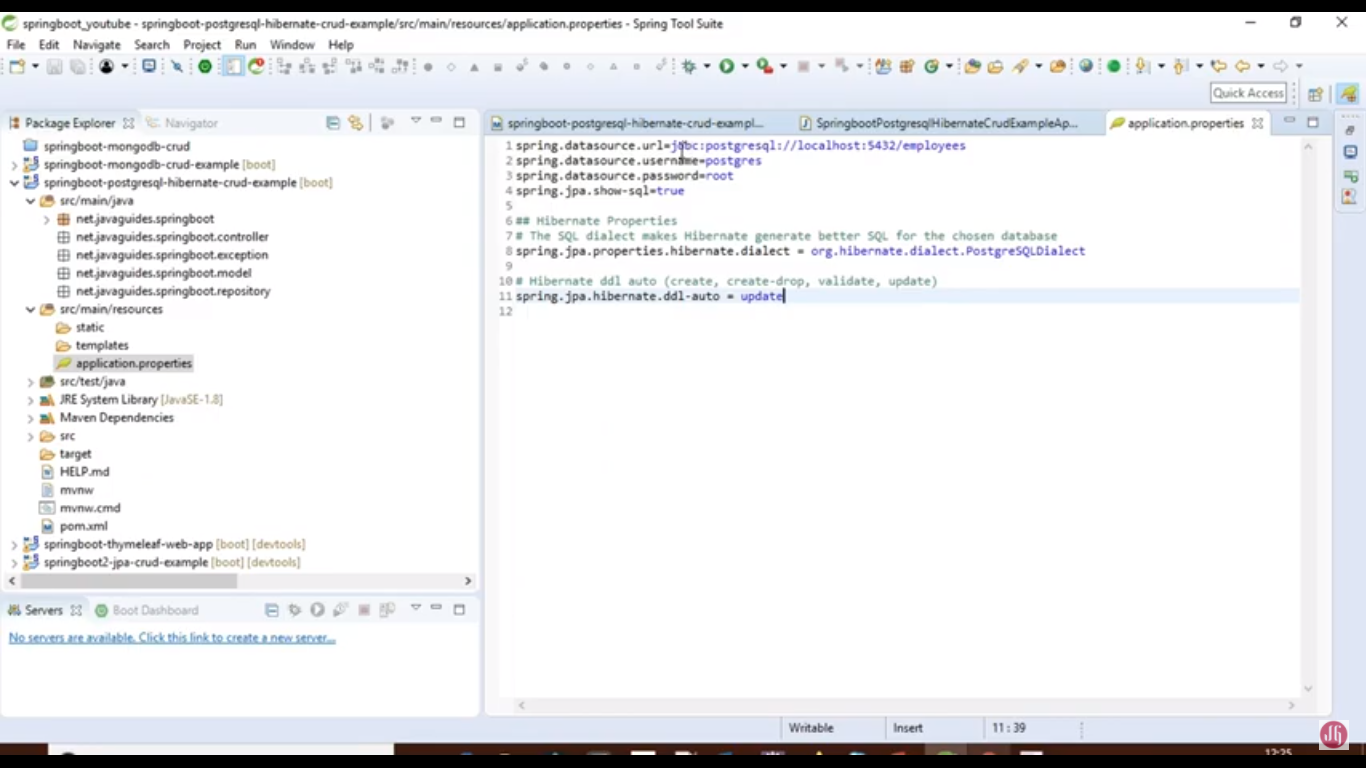 springboot_youtube - springboot-postgresql-hibernate-crud-example/src/main/resources/application.properties - Spring Tool Suite
File Edit Navigate Search Project Run Window Help
Quick Access
Package Explorer Navigator
springboot-mongodb-crud
springboot-mongodb-crud-example [boot]
springboot-postgresql-hibernate-crud-example [boot]
src/main/java
net.javaguides.springboot
net.javaguides.springboot.controller
net.javaguides.springboot.exception
net.javaguides.springboot.model
net.javaguides.springboot.repository
src/main/resources
static
templates
application.properties
src/test/java
JRE System Library [JavaSE-1.8]
Maven Dependencies
src
target
HELP.md
mvnw
mvnw.cmd
pom.xml
springboot-thymeleaf-web-app [boot] [devtools]
springboot2-jpa-crud-example [boot] [devtools]
Servers Boot Dashboard
No servers are available. Click this link to create a new server...
springboot-postgresql-hibernate-crud-exampl... SpringbootPostgresqlHibernateCrudExampleAp... application.properties
1 spring.datasource.url=jdbc:postgresql://localhost:5432/employees
2 spring.datasource.username=postgres
3 spring.datasource.password=root
4 spring.jpa.show-sql=true
5
6 ## Hibernate Properties
7 # The SQL dialect makes Hibernate generate better SQL for the chosen database
8 spring.jpa.properties.hibernate.dialect = org.hibernate.dialect.PostgreSQLDialect
9
10 # Hibernate ddl auto (create, create-drop, validate, update)
11 spring.jpa.hibernate.ddl-auto = update
12
Writable Insert 11 : 39
JG
12:25